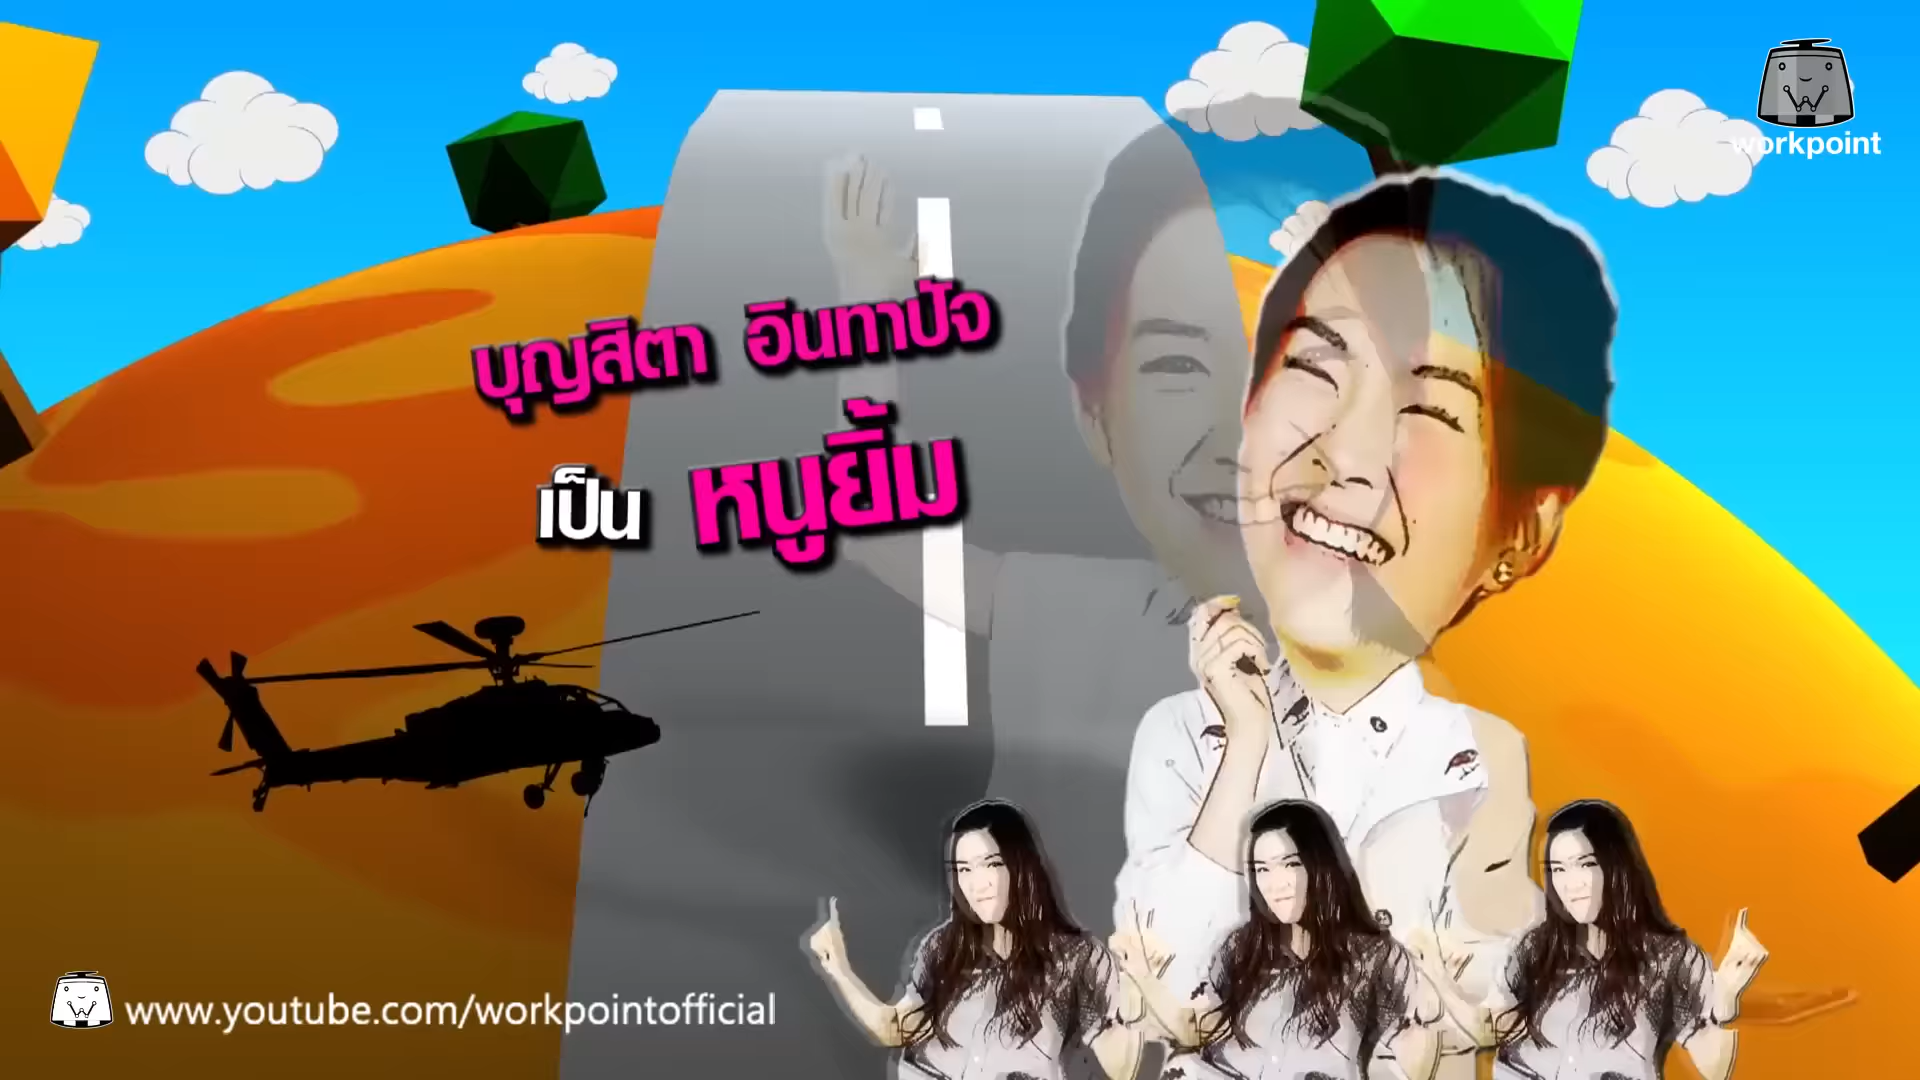 workpoint
บุญสิตา อินทาปัจ
เป็น หนูยิ้ม
www.youtube.com/workpointofficial